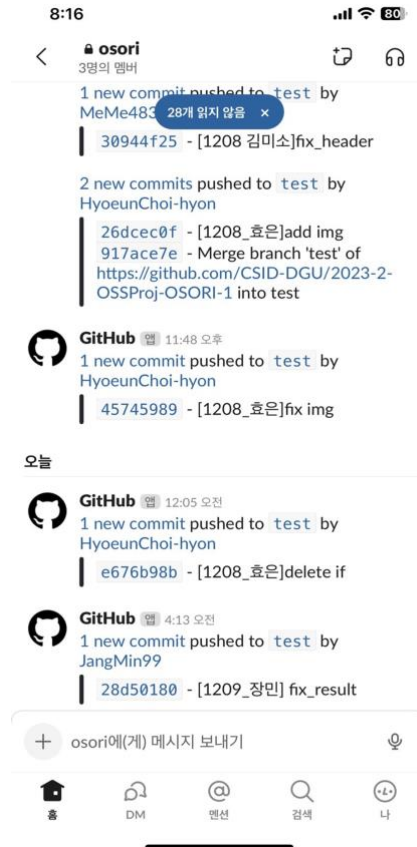 8:16
80
osori
3명의 멤버
1 new commit pushed to test by
MeMe483
28개 읽지 않음 ×
30944f25 - [1208 김미소]fix_header
2 new commits pushed to test by
HyoeunChoi-hyon
26dcec0f - [1208_효은]add img
917ace7e - Merge branch 'test' of
https://github.com/CSID-DGU/2023-2-
OSSProj-OSORI-1 into test
GitHub 앱 11:48 오후
1 new commit pushed to test by
HyoeunChoi-hyon
45745989 - [1208_효은]fix img
오늘
GitHub 앱 12:05 오전
1 new commit pushed to test by
HyoeunChoi-hyon
e676b98b - [1208_효은]delete if
GitHub 앱 4:13 오전
1 new commit pushed to test by
JangMin99
28d50180 - [1209_장민] fix_result
osori에(게) 메시지 보내기
홈 DM 멘션 검색 나